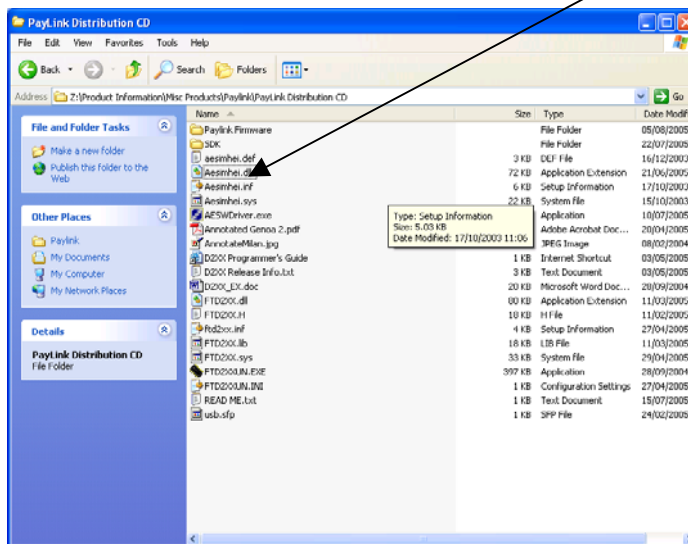 PayLink Distribution CD
File Edit View Favorites Tools Help
Back Search Folders
Address Z:\Product Information\Misc Products\Paylink\PayLink Distribution CD Go
File and Folder Tasks
Make a new folder
Publish this folder to the Web
Other Places
Paylink
My Documents
My Computer
My Network Places
Details
PayLink Distribution CD
File Folder
Name Size Type Date Modif
Paylink Firmware File Folder 05/08/2005
SDK File Folder 22/07/2005
aesimhei.def 3 KB DEF File 16/12/2003
Aesimhei.dll 72 KB Application Extension 21/06/2005
Aesimhei.inf 6 KB Setup Information 17/10/2003
Aesimhei.sys 22 KB System file 15/10/2003
AESWDriver.exe Application 10/07/2005
Annotated Genoa 2.pdf Adobe Acrobat Doc... 20/04/2005
AnnotateMilan.jpg JPEG Image 08/02/2004
D2XX Programmer's Guide 1 KB Internet Shortcut 03/05/2005
D2XX Release Info.txt 3 KB Text Document 03/05/2005
D2XX_EX.doc 20 KB Microsoft Word Doc... 28/09/2004
FTD2XX.dll 80 KB Application Extension 11/03/2005
FTD2XX.H 18 KB H File 11/02/2005
ftd2xx.inf 4 KB Setup Information 27/04/2005
FTD2XX.lib 18 KB LIB File 11/03/2005
FTD2XX.sys 33 KB System file 29/04/2005
FTD2XXUN.EXE 397 KB Application 28/09/2004
FTD2XXUN.INI 1 KB Configuration Settings 27/04/2005
READ ME.txt 1 KB Text Document 15/07/2005
usb.sfp 1 KB SFP File 24/02/2005
Type: Setup Information
Size: 5.03 KB
Date Modified: 17/10/2003 11:06